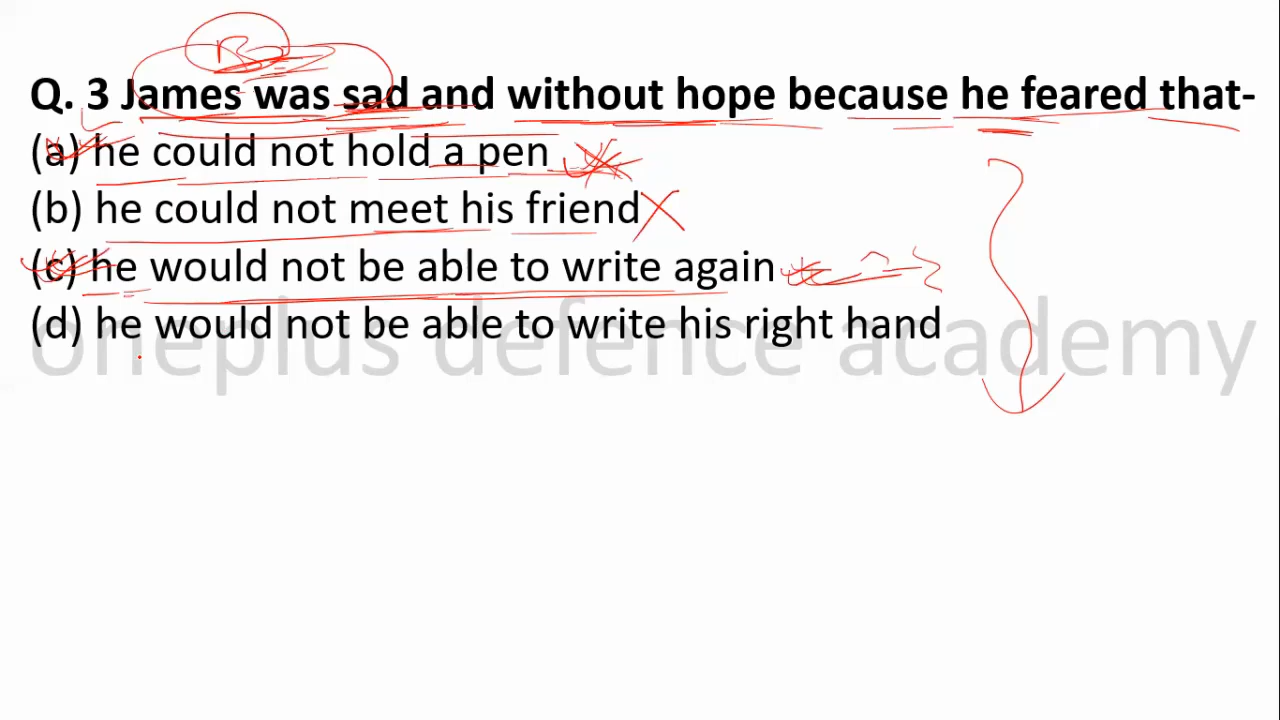 Q. 3 James was sad and without hope because he feared that-
(a) he could not hold a pen
(b) he could not meet his friend
(c) he would not be able to write again
(d) he would not be able to write his right hand
oneplus defence academy